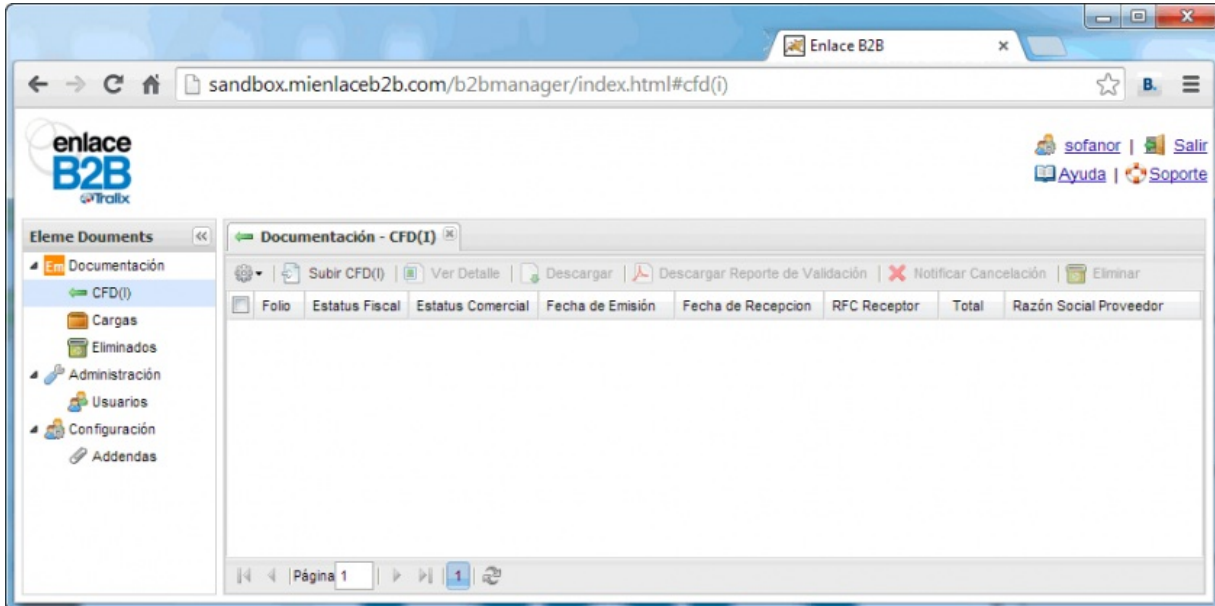 Enlace B2B
sandbox.mienlaceb2b.com/b2bmanager/index.html#cfd(i)
B.
enlace
B2B
Tralix
sofanor | Salir
Ayuda | Soporte
Eleme Douments
Em Documentación
CFD(I)
Cargas
Eliminados
Administración
Usuarios
Configuración
Addendas
Documentación - CFD(I)
Subir CFD(I) | Ver Detalle | Descargar | Descargar Reporte de Validación | Notificar Cancelación | Eliminar
Folio Estatus Fiscal Estatus Comercial Fecha de Emisión Fecha de Recepcion RFC Receptor Total Razón Social Proveedor
Página 1 1